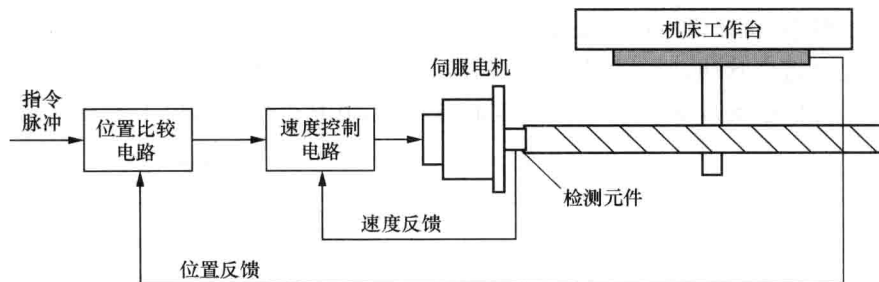 机床工作台
伺服电机
指令
脉冲
位置比较
电路
速度控制
电路
检测元件
速度反馈
位置反馈